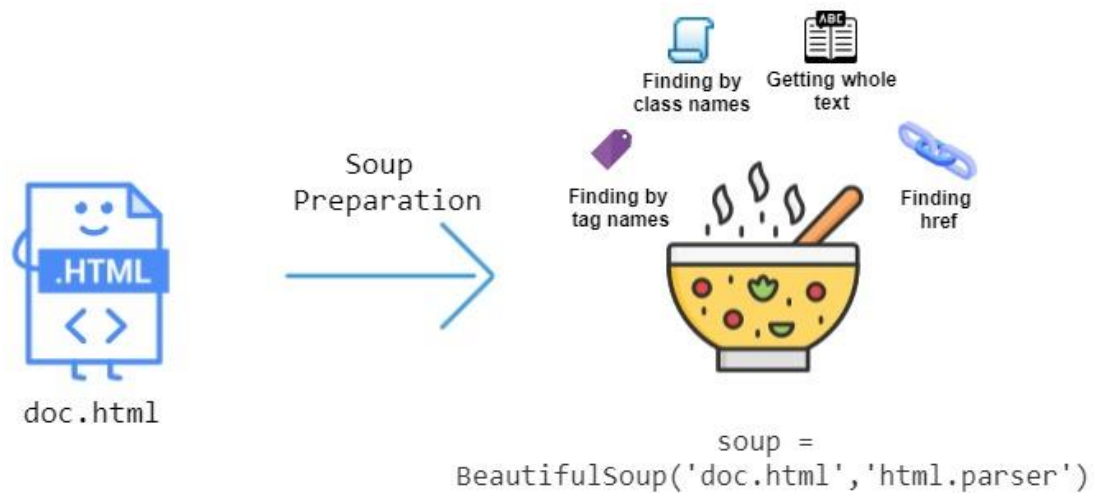 ABC
Finding by
class names
Getting whole
text
Finding by
tag names
Finding
href
Soup
Preparation
.HTML
< >
doc.html
soup =
BeautifulSoup('doc.html','html.parser')